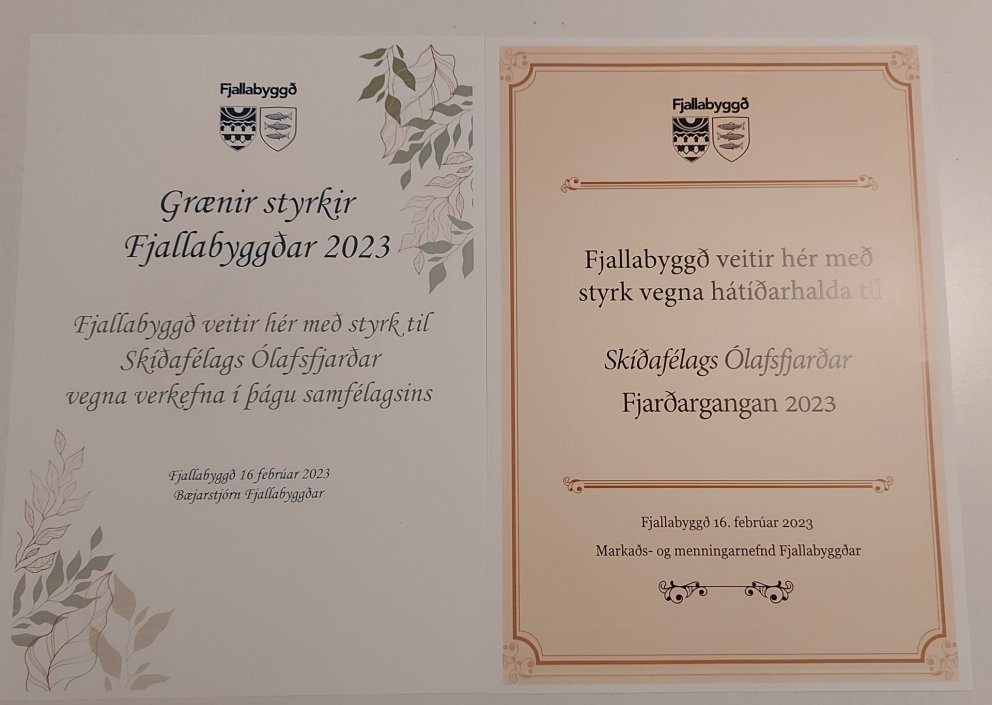 Fjallabyggð
Grænir styrkir
Fjallabyggðar 2023
Fjallabyggð veitir hér með styrk til
Skíðafélags Ólafsfjarðar
vegna verkefna í þágu samfélagsins
Fjallabyggð 16 febrúar 2023
Bæjarstjórn Fjallabyggðar
Fjallabyggð
Fjallabyggð veitir hér með
styrk vegna hátíðarhalda til
Skíðafélags Ólafsfjarðar
Fjarðargangan 2023
Fjallabyggð 16. febrúar 2023
Markaðs- og menningarnefnd Fjallabyggðar